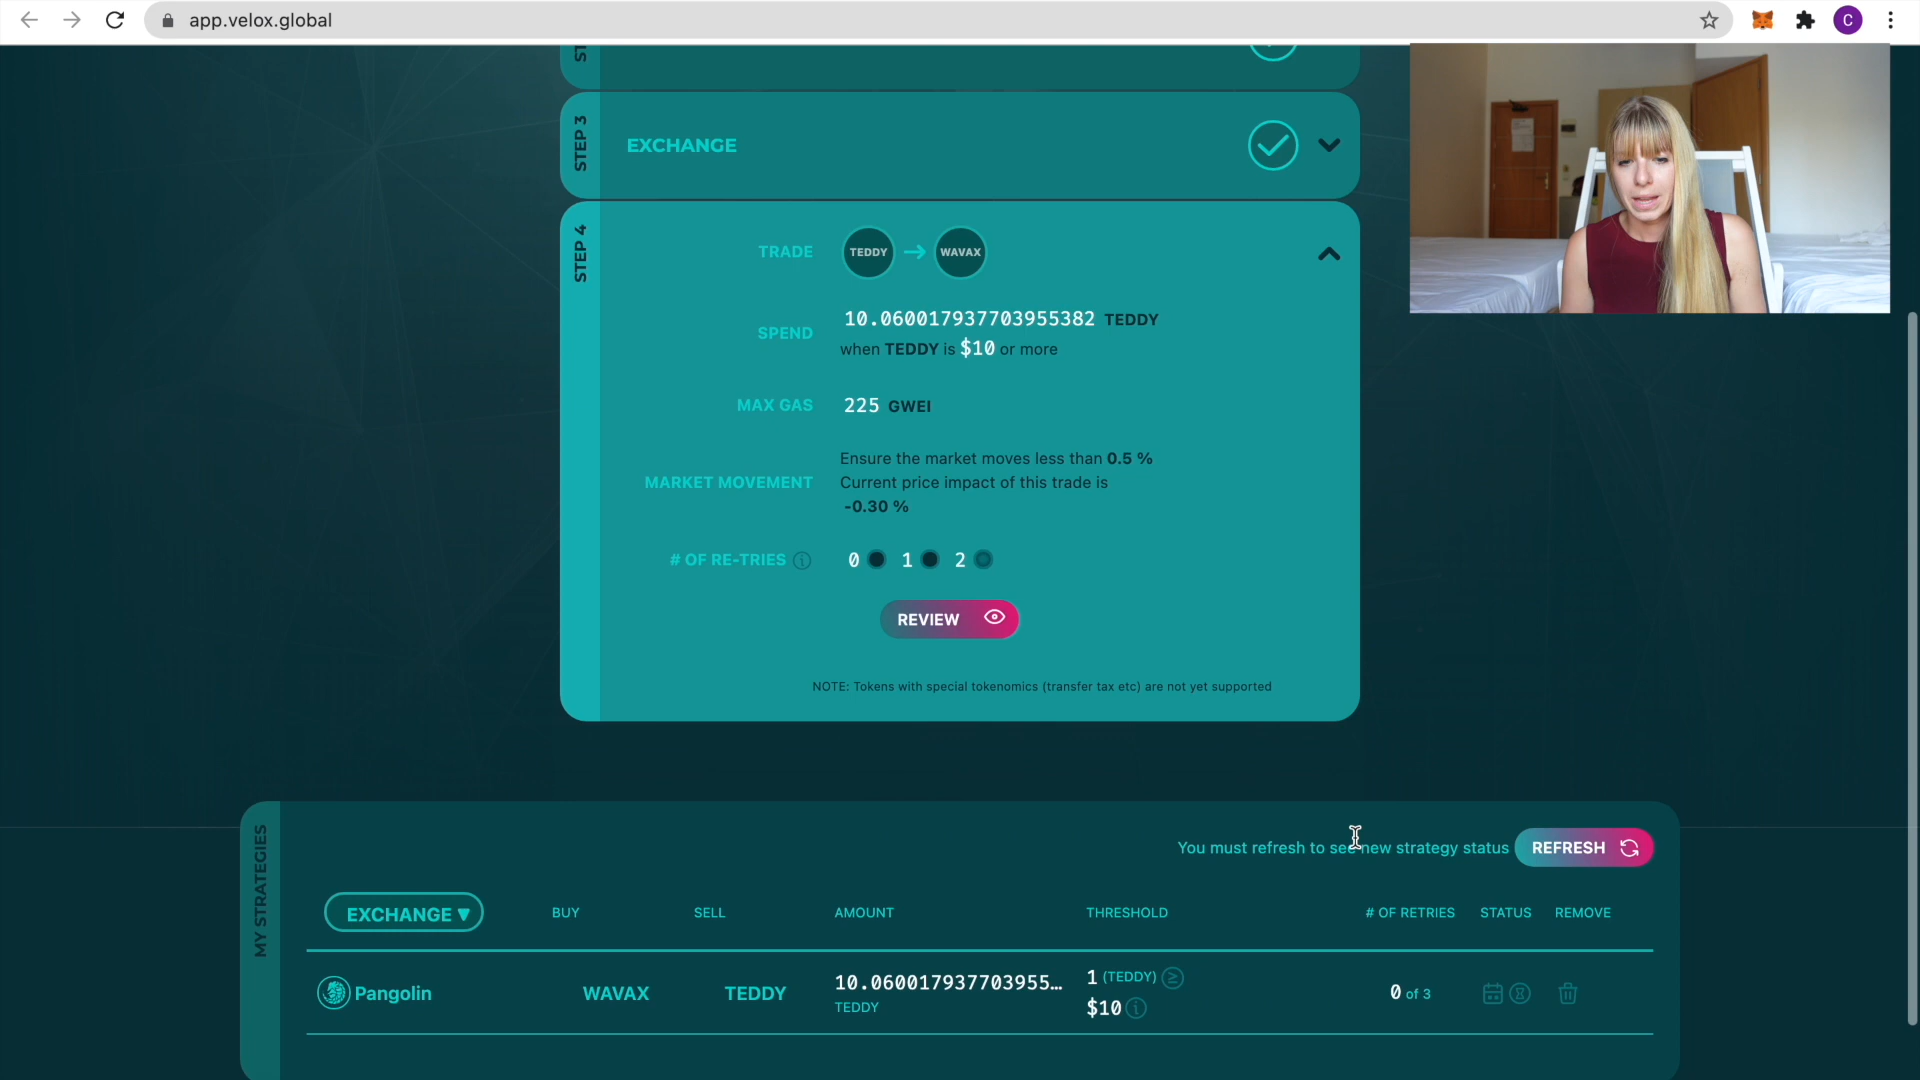 app.velox.global
C
ST
STEP 3
EXCHANGE
STEP 4
TRADE
TEDDY
WAVAX
SPEND
10.060017937703955382 TEDDY
when TEDDY is $10 or more
MAX GAS
225 GWEI
MARKET MOVEMENT
Ensure the market moves less than 0.5 %
Current price impact of this trade is
-0.30 %
# OF RE-TRIES
0 1 2
REVIEW
NOTE: Tokens with special tokenomics (transfer tax etc) are not yet supported
MY STRATEGIES
You must refresh to see new strategy status
REFRESH
EXCHANGE BUY SELL AMOUNT THRESHOLD # OF RETRIES STATUS REMOVE
Pangolin WAVAX TEDDY
10.060017937703955...
TEDDY
1 (TEDDY) ≥
$10
0 of 3